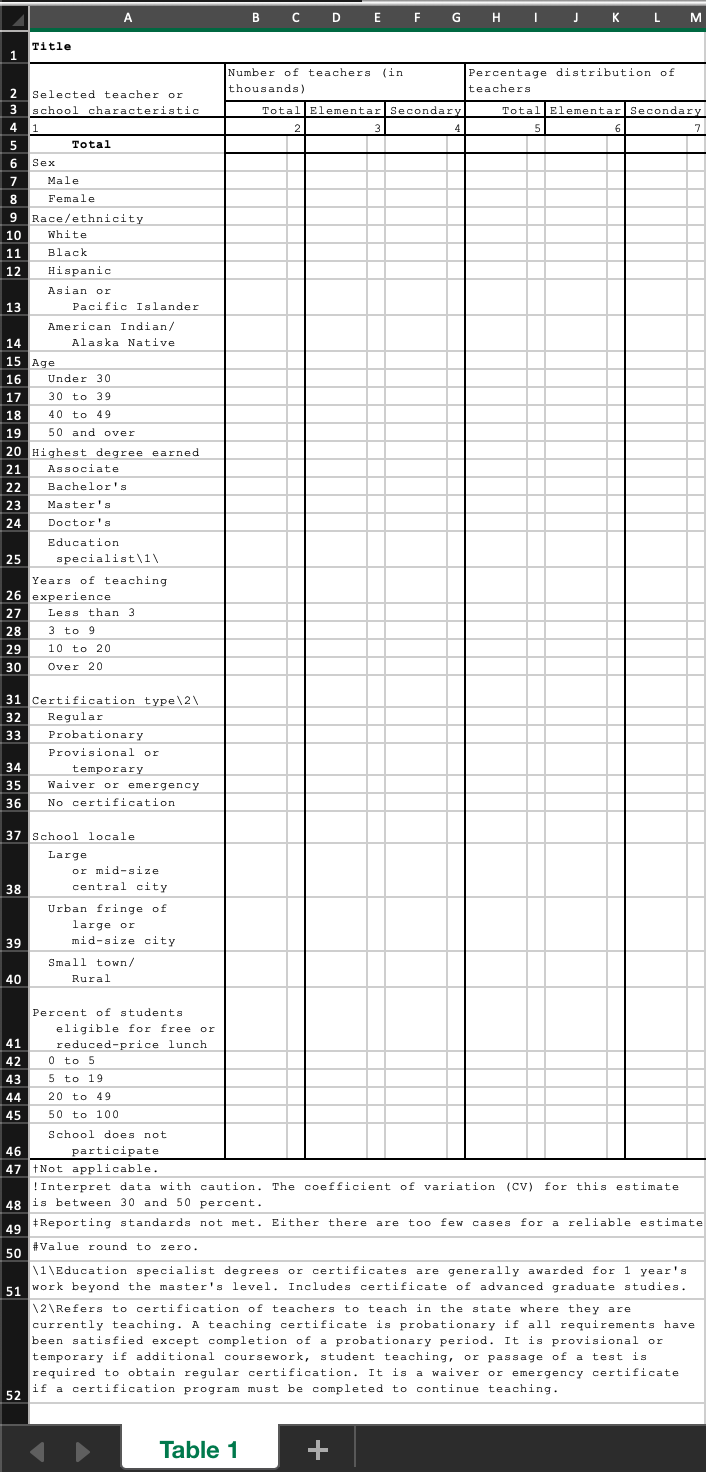 A B C D E F G H I J K L M
1 Title
Number of teachers (in Percentage distribution of
2 Selected teacher or thousands) teachers
3 school characteristic Total Elementar Secondary Total Elementar Secondary
4 1 2 3 4 5 6 7
5 Total
6 Sex
7 Male
8 Female
9 Race/ethnicity
10 White
11 Black
12 Hispanic
Asian or
13 Pacific Islander
American Indian/
14 Alaska Native
15 Age
16 Under 30
17 30 to 39
18 40 to 49
19 50 and over
20 Highest degree earned
21 Associate
22 Bachelor's
23 Master's
24 Doctor's
Education
25 specialist\1\
Years of teaching
26 experience
27 Less than 3
28 3 to 9
29 10 to 20
30 Over 20
31 Certification type\2\
32 Regular
33 Probationary
Provisional or
34 temporary
35 Waiver or emergency
36 No certification
37 School locale
Large
or mid-size
38 central city
Urban fringe of
large or
39 mid-size city
Small town/
40 Rural
Percent of students
eligible for free or
41 reduced-price lunch
42 0 to 5
43 5 to 19
44 20 to 49
45 50 to 100
School does not
46 participate
47 †Not applicable.
!Interpret data with caution. The coefficient of variation (CV) for this estimate
48 is between 30 and 50 percent.
49 ‡Reporting standards not met. Either there are too few cases for a reliable estimate
50 #Value round to zero.
\1\Education specialist degrees or certificates are generally awarded for 1 year's
51 work beyond the master's level. Includes certificate of advanced graduate studies.
\2\Refers to certification of teachers to teach in the state where they are
currently teaching. A teaching certificate is probationary if all requirements have
been satisfied except completion of a probationary period. It is provisional or
temporary if additional coursework, student teaching, or passage of a test is
required to obtain regular certification. It is a waiver or emergency certificate
52 if a certification program must be completed to continue teaching.
Table 1 +